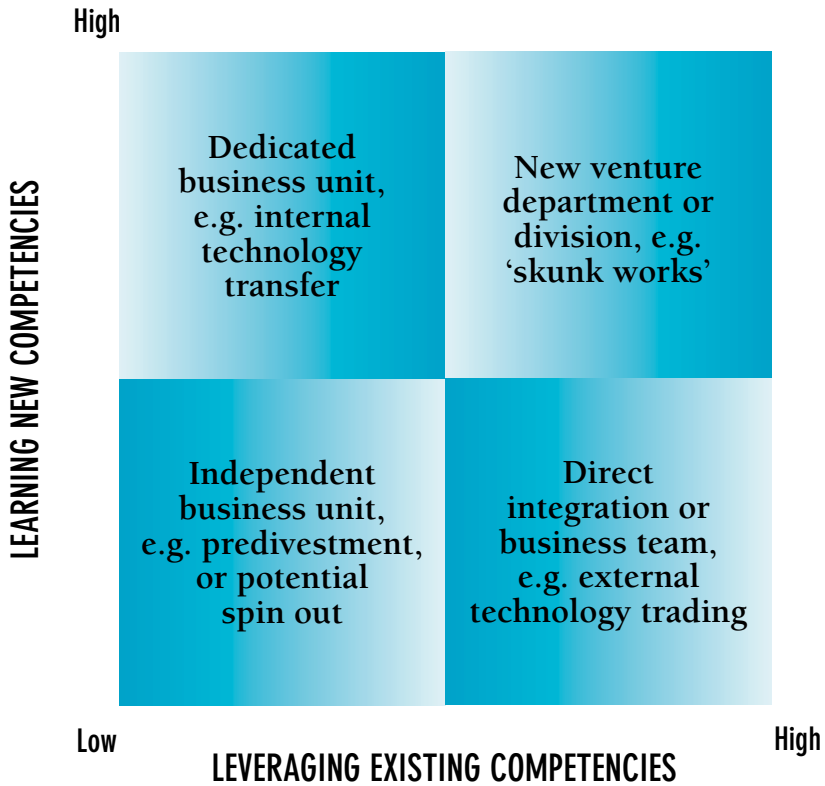 High
LEARNING NEW COMPETENCIES
Dedicated
business unit,
e.g. internal
technology
transfer
New venture
department or
division, e.g.
‘skunk works’
Independent
business unit,
e.g. predivestment,
or potential
spin out
Direct
integration or
business team,
e.g. external
technology trading
Low
High
LEVERAGING EXISTING COMPETENCIES